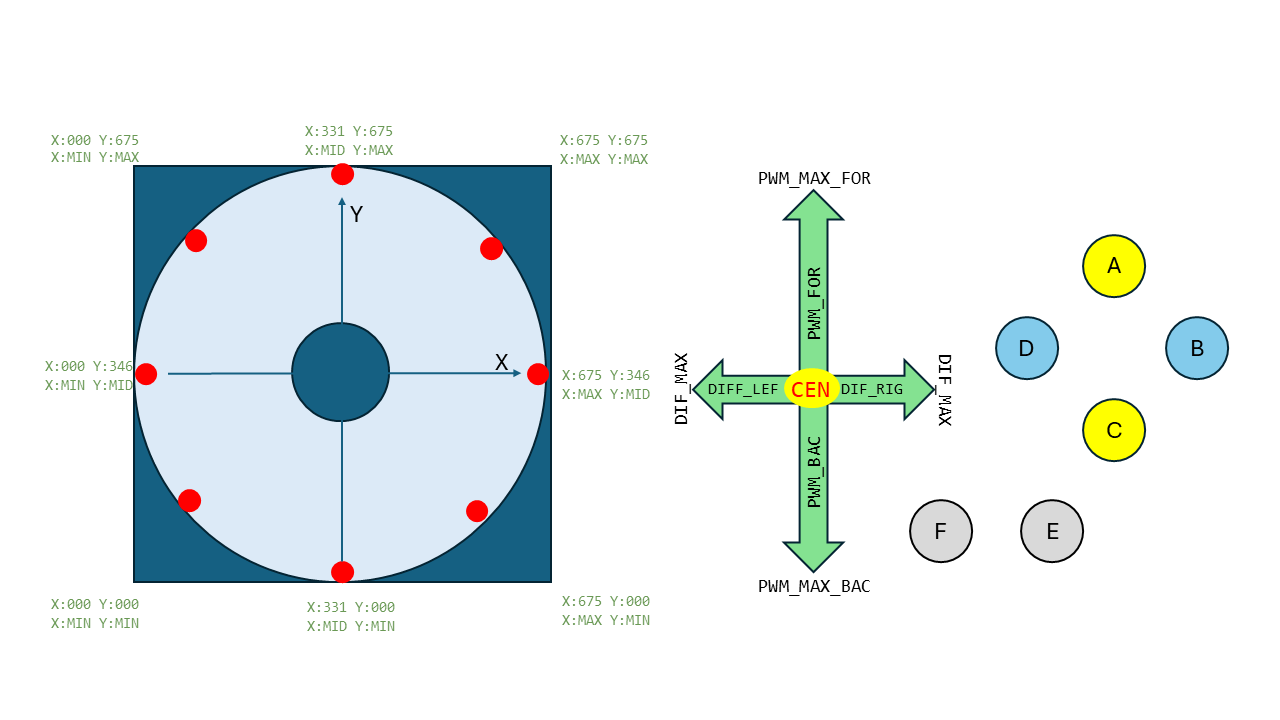 X:000 Y:675
X:MIN Y:MAX
X:331 Y:675
X:MID Y:MAX
X:675 Y:675
X:MAX Y:MAX
Y
X
X:000 Y:346
X:MIN Y:MID
X:675 Y:346
X:MAX Y:MID
X:000 Y:000
X:MIN Y:MIN
X:331 Y:000
X:MID Y:MIN
X:675 Y:000
X:MAX Y:MIN
PWM_MAX_FOR
PWM_FOR
DIF_MAX
DIFF_LEF
CEN
DIF_RIG
DIF_MAX
PWM_BAC
PWM_MAX_BAC
A
D
B
C
F
E